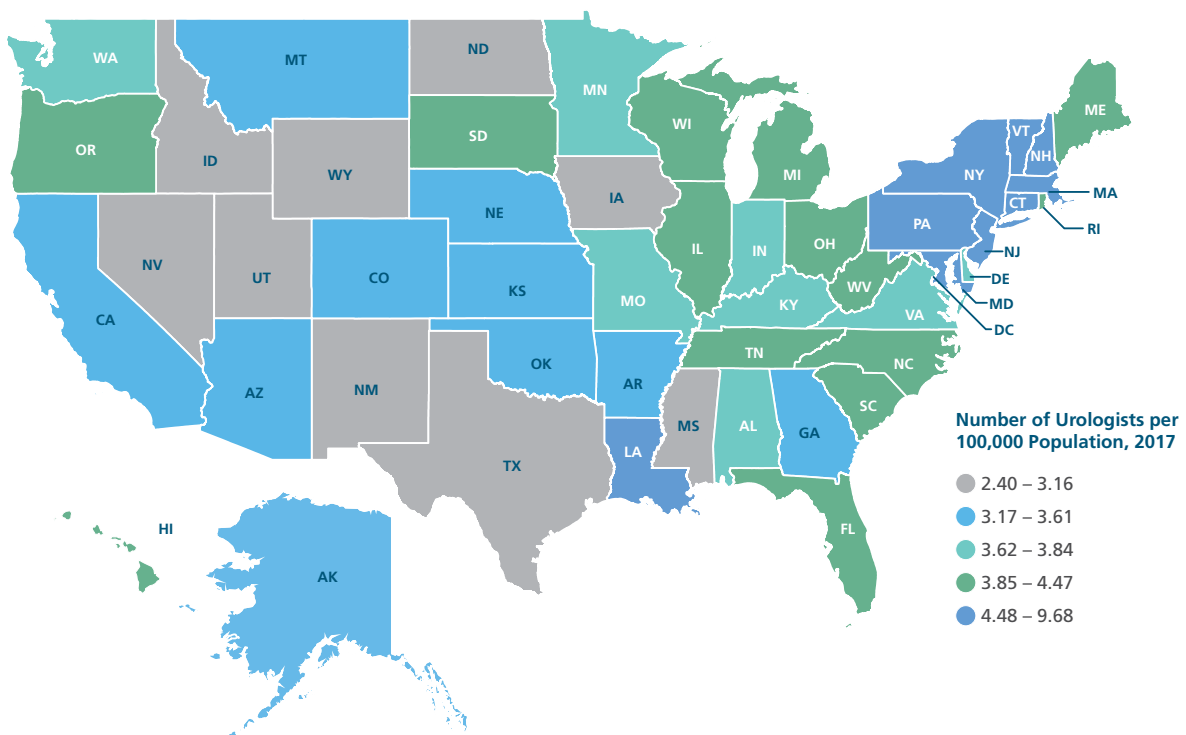 WA
MT
ND
MN
ME
OR
ID
SD
WI
VT
NH
WY
MI
NY
MA
IA
CT
RI
NE
PA
NV
UT
CO
IL
IN
OH
NJ
CA
KS
MO
KY
WV
VA
DE
MD
DC
TN
AZ
NM
OK
AR
NC
SC
TX
LA
MS
AL
GA
FL
HI
AK
Number of Urologists per
100,000 Population, 2017
2.40 – 3.16
3.17 – 3.61
3.62 – 3.84
3.85 – 4.47
4.48 – 9.68